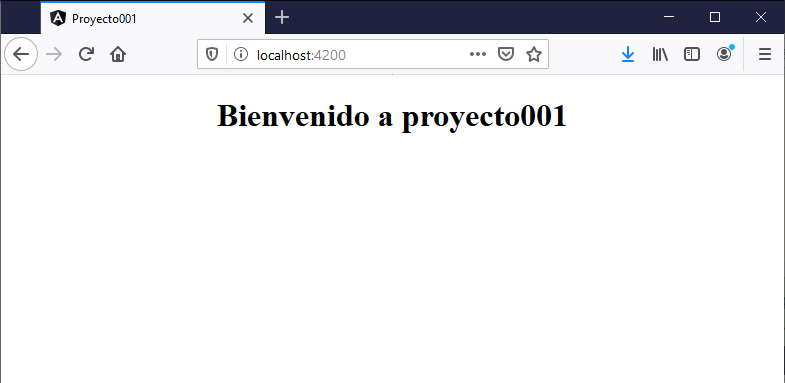 Proyecto001
localhost:4200
Bienvenido a proyecto001